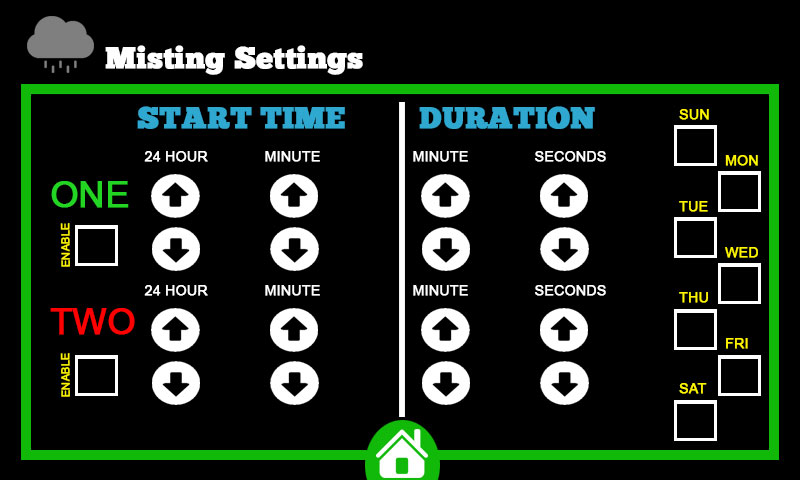 Misting Settings
START TIME
DURATION
SUN
24 HOUR
MINUTE
MINUTE
SECONDS
MON
ONE
TUE
ENABLE
WED
24 HOUR
MINUTE
MINUTE
SECONDS
THU
TWO
FRI
ENABLE
SAT